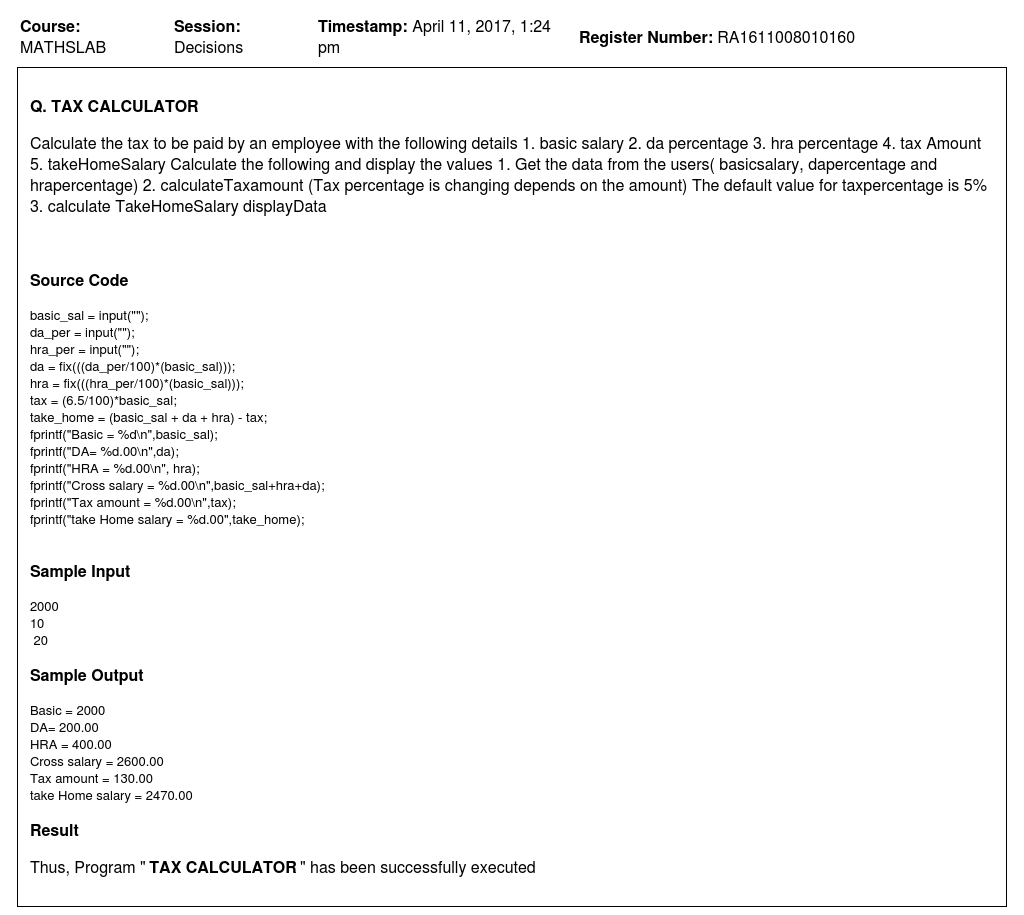 Course: MATHSLAB
Session: Decisions
Timestamp: April 11, 2017, 1:24 pm
Register Number: RA1611008010160
Q. TAX CALCULATOR
Calculate the tax to be paid by an employee with the following details 1. basic salary 2. da percentage 3. hra percentage 4. tax Amount
5. takeHomeSalary Calculate the following and display the values 1. Get the data from the users( basicsalary, dapercentage and
hrapercentage) 2. calculateTaxamount (Tax percentage is changing depends on the amount) The default value for taxpercentage is 5%
3. calculate TakeHomeSalary displayData
Source Code
basic_sal = input("");
da_per = input("");
hra_per = input("");
da = fix(((da_per/100)*(basic_sal)));
hra = fix(((hra_per/100)*(basic_sal)));
tax = (6.5/100)*basic_sal;
take_home = (basic_sal + da + hra) - tax;
fprintf("Basic = %d\n",basic_sal);
fprintf("DA= %d.00\n",da);
fprintf("HRA = %d.00\n", hra);
fprintf("Cross salary = %d.00\n",basic_sal+hra+da);
fprintf("Tax amount = %d.00\n",tax);
fprintf("take Home salary = %d.00",take_home);
Sample Input
2000
10
20
Sample Output
Basic = 2000
DA= 200.00
HRA = 400.00
Cross salary = 2600.00
Tax amount = 130.00
take Home salary = 2470.00
Result
Thus, Program " TAX CALCULATOR " has been successfully executed